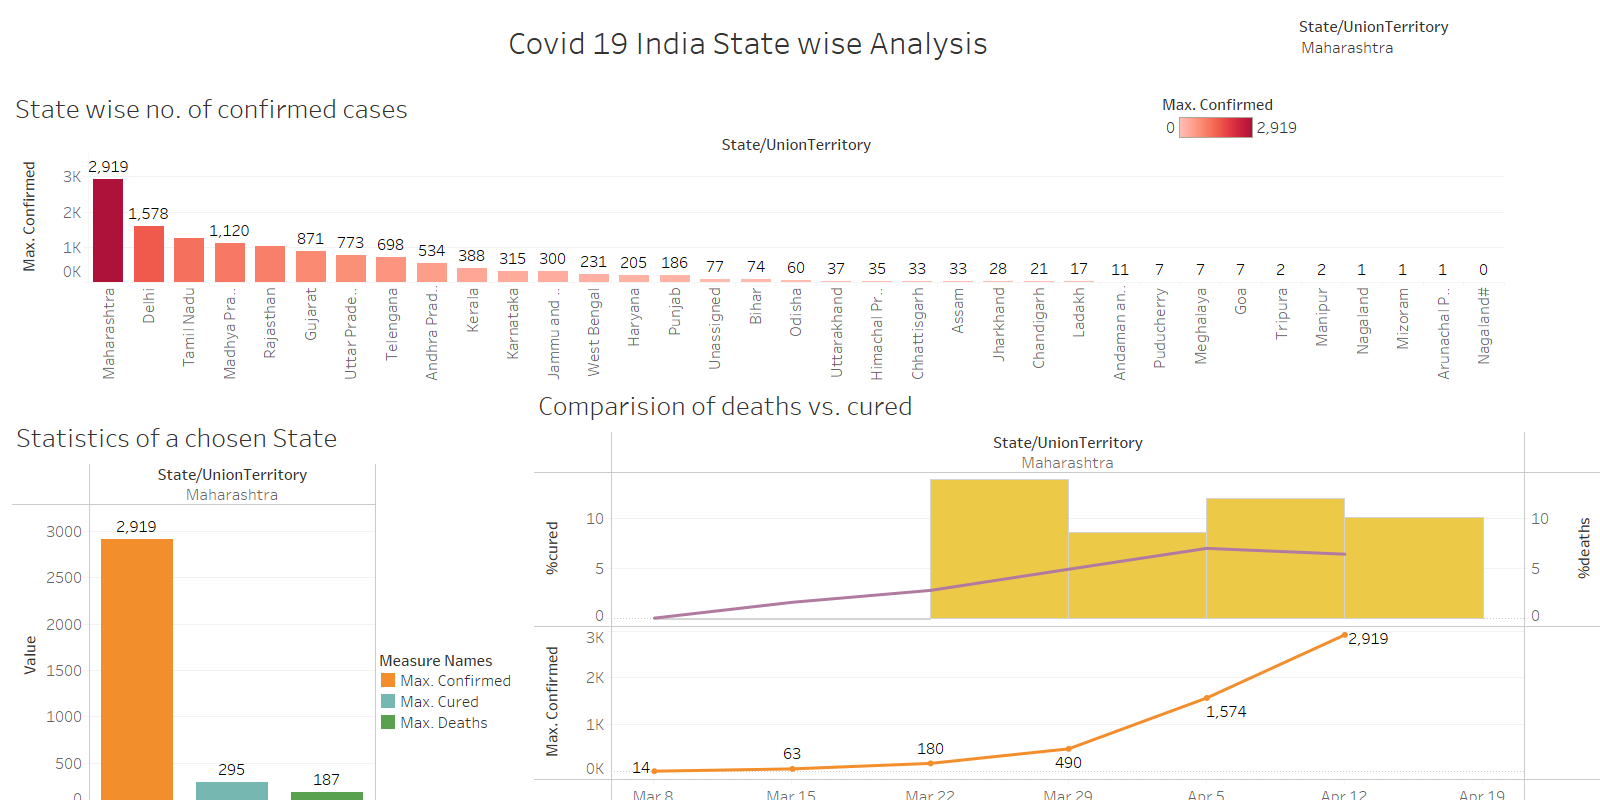 Covid 19 India State wise Analysis
State/UnionTerritory
Maharashtra
State wise no. of confirmed cases
Max. Confirmed
0 2,919
State/UnionTerritory
Max. Confirmed
3K
2K
1K
0K
2,919
1,578
1,120
871
773
698
534
388
315
300
231
205
186
77
74
60
37
35
33
33
28
21
17
11
7
7
7
2
2
1
1
1
0
Maharashtra
Delhi
Tamil Nadu
Madhya Pra..
Rajasthan
Gujarat
Uttar Prade..
Telengana
Andhra Prad..
Kerala
Karnataka
Jammu and ..
West Bengal
Haryana
Punjab
Unassigned
Bihar
Odisha
Uttarakhand
Himachal Pr..
Chhattisgarh
Assam
Jharkhand
Chandigarh
Ladakh
Andaman an..
Puducherry
Meghalaya
Goa
Tripura
Manipur
Nagaland
Mizoram
Arunachal P..
Nagaland#
Statistics of a chosen State
State/UnionTerritory
Maharashtra
Value
3000
2500
2000
1500
1000
500
0
2,919
295
187
Measure Names
Max. Confirmed
Max. Cured
Max. Deaths
Comparision of deaths vs. cured
State/UnionTerritory
Maharashtra
%cured
10
5
0
10
5
0
%deaths
Max. Confirmed
3K
2K
1K
0K
14
63
180
490
1,574
2,919
Mar 8
Mar 15
Mar 22
Mar 29
Apr 5
Apr 12
Apr 19